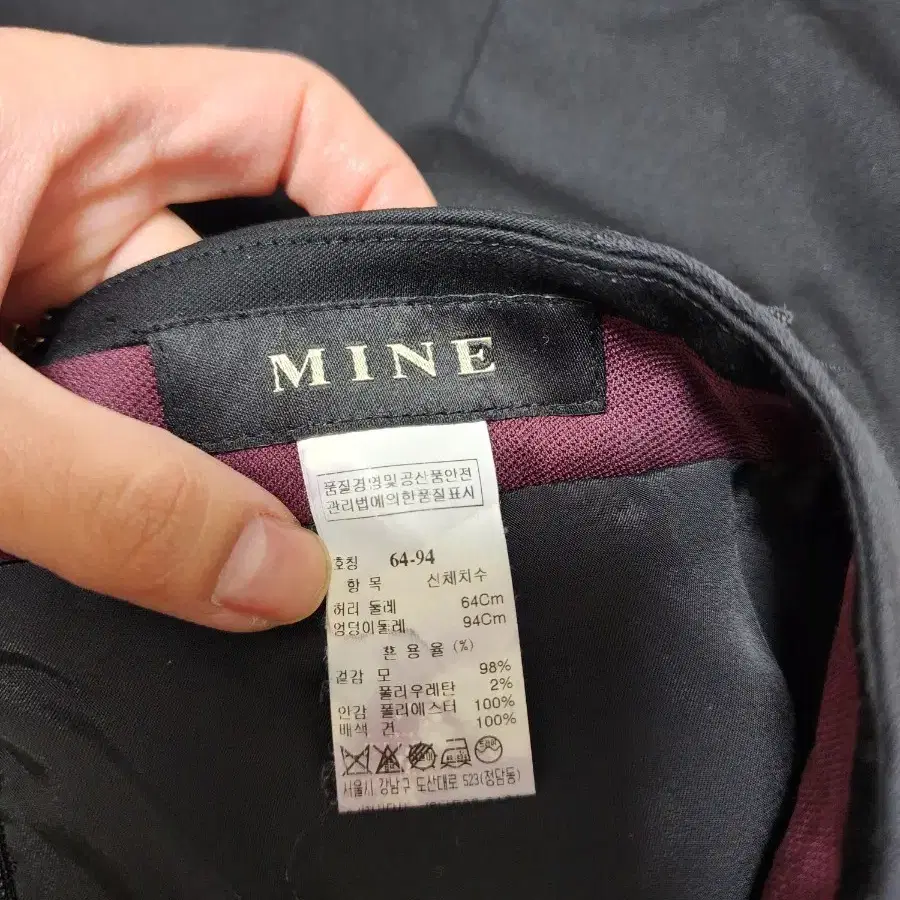 MINE
품질경영및공산품안전
관리법에의한품질표시
호칭 64-94
항 목 신체치수
허리 둘레 64Cm
엉덩이둘레 94Cm
혼 용 율 (%)
겉감 모 98%
폴리우레탄 2%
인감 폴리에스터 100%
배색 견 100%
서울시 강남구 도산대로 523(청담동)